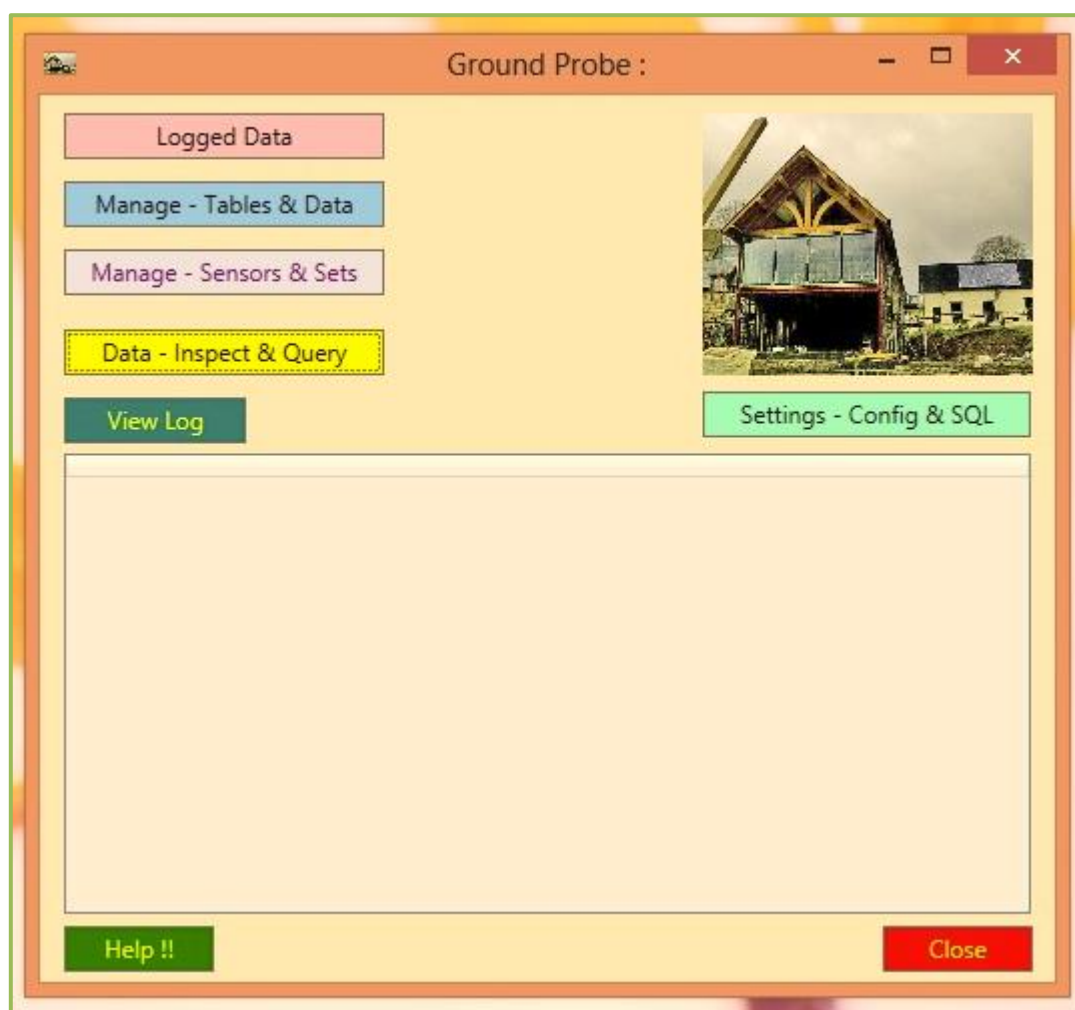 Ground Probe :
Logged Data
Manage - Tables & Data
Manage - Sensors & Sets
Data - Inspect & Query
View Log
Settings - Config & SQL
Help !!
Close